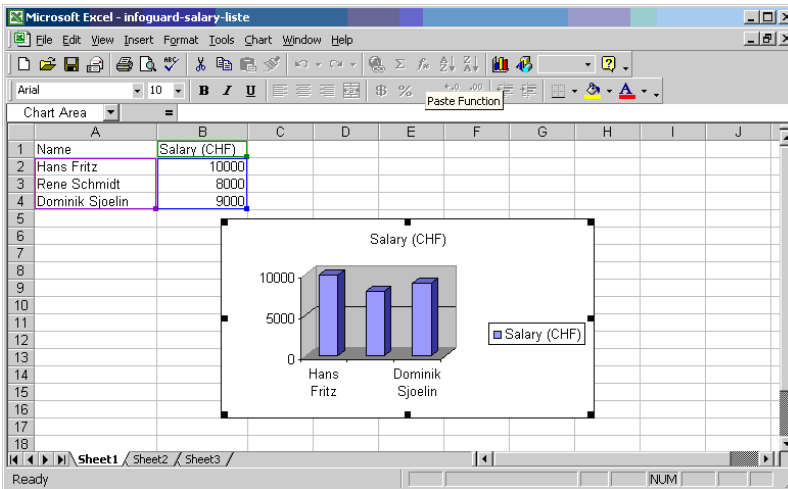 Microsoft Excel - infoguard-salary-liste
File Edit View Insert Format Tools Chart Window Help
Arial 10 B I U
Paste Function
Chart Area =
A B C D E F G H I J
1 Name Salary (CHF)
2 Hans Fritz 10000
3 Rene Schmidt 8000
4 Dominik Sjoelin 9000
5
6
7
8
9
10
11
12
13
14
15
16
17
18
Salary (CHF)
10000
5000
0
Hans Fritz
Dominik Sjoelin
Salary (CHF)
Sheet1 Sheet2 Sheet3
Ready NUM